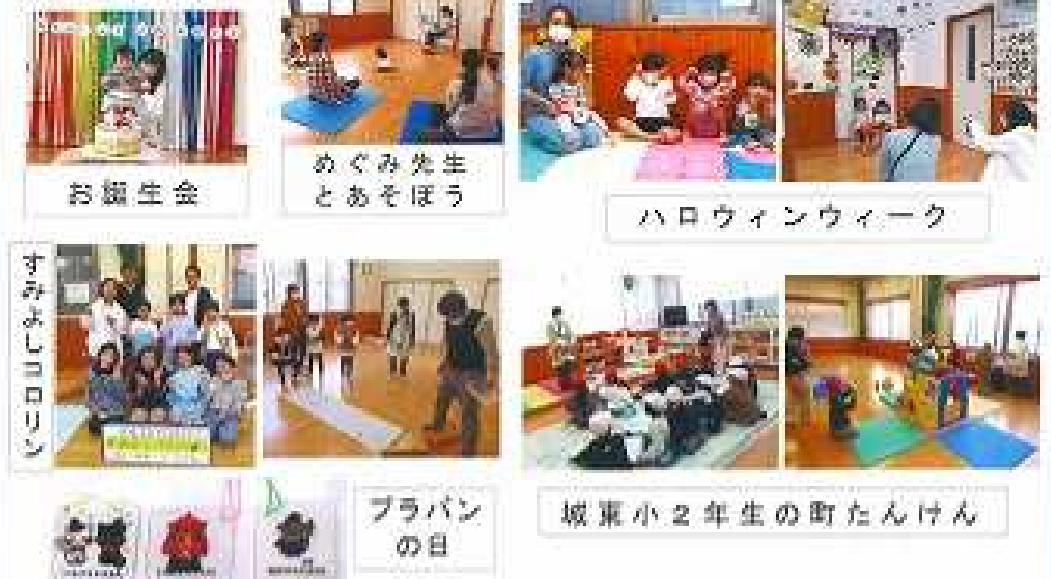 お誕生会
めぐみ先生
とあそぼう
ハロウィンウィーク
すみよしコロリン
プラバン
の日
城東小2年生の町たんけん